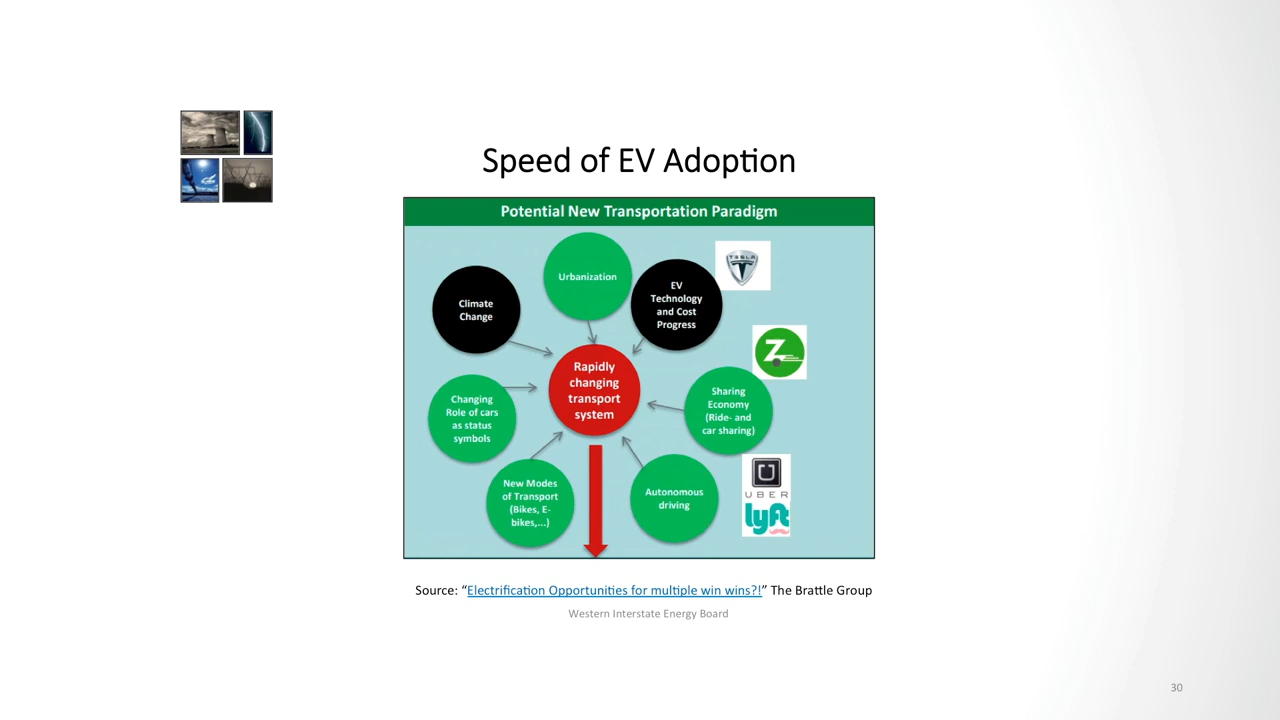 Speed of EV Adoption
Potential New Transportation Paradigm
Urbanization
TESLA
EV
Technology
and Cost
Progress
Climate
Change
Z
Rapidly
changing
transport
system
Sharing
Economy
(Ride- and
car sharing)
Changing
Role of cars
as status
symbols
New Modes
of Transport
(Bikes, E-
bikes,...)
Autonomous
driving
U
UBER
lyft
Source: “Electrification Opportunities for multiple win wins?!” The Brattle Group
Western Interstate Energy Board
30